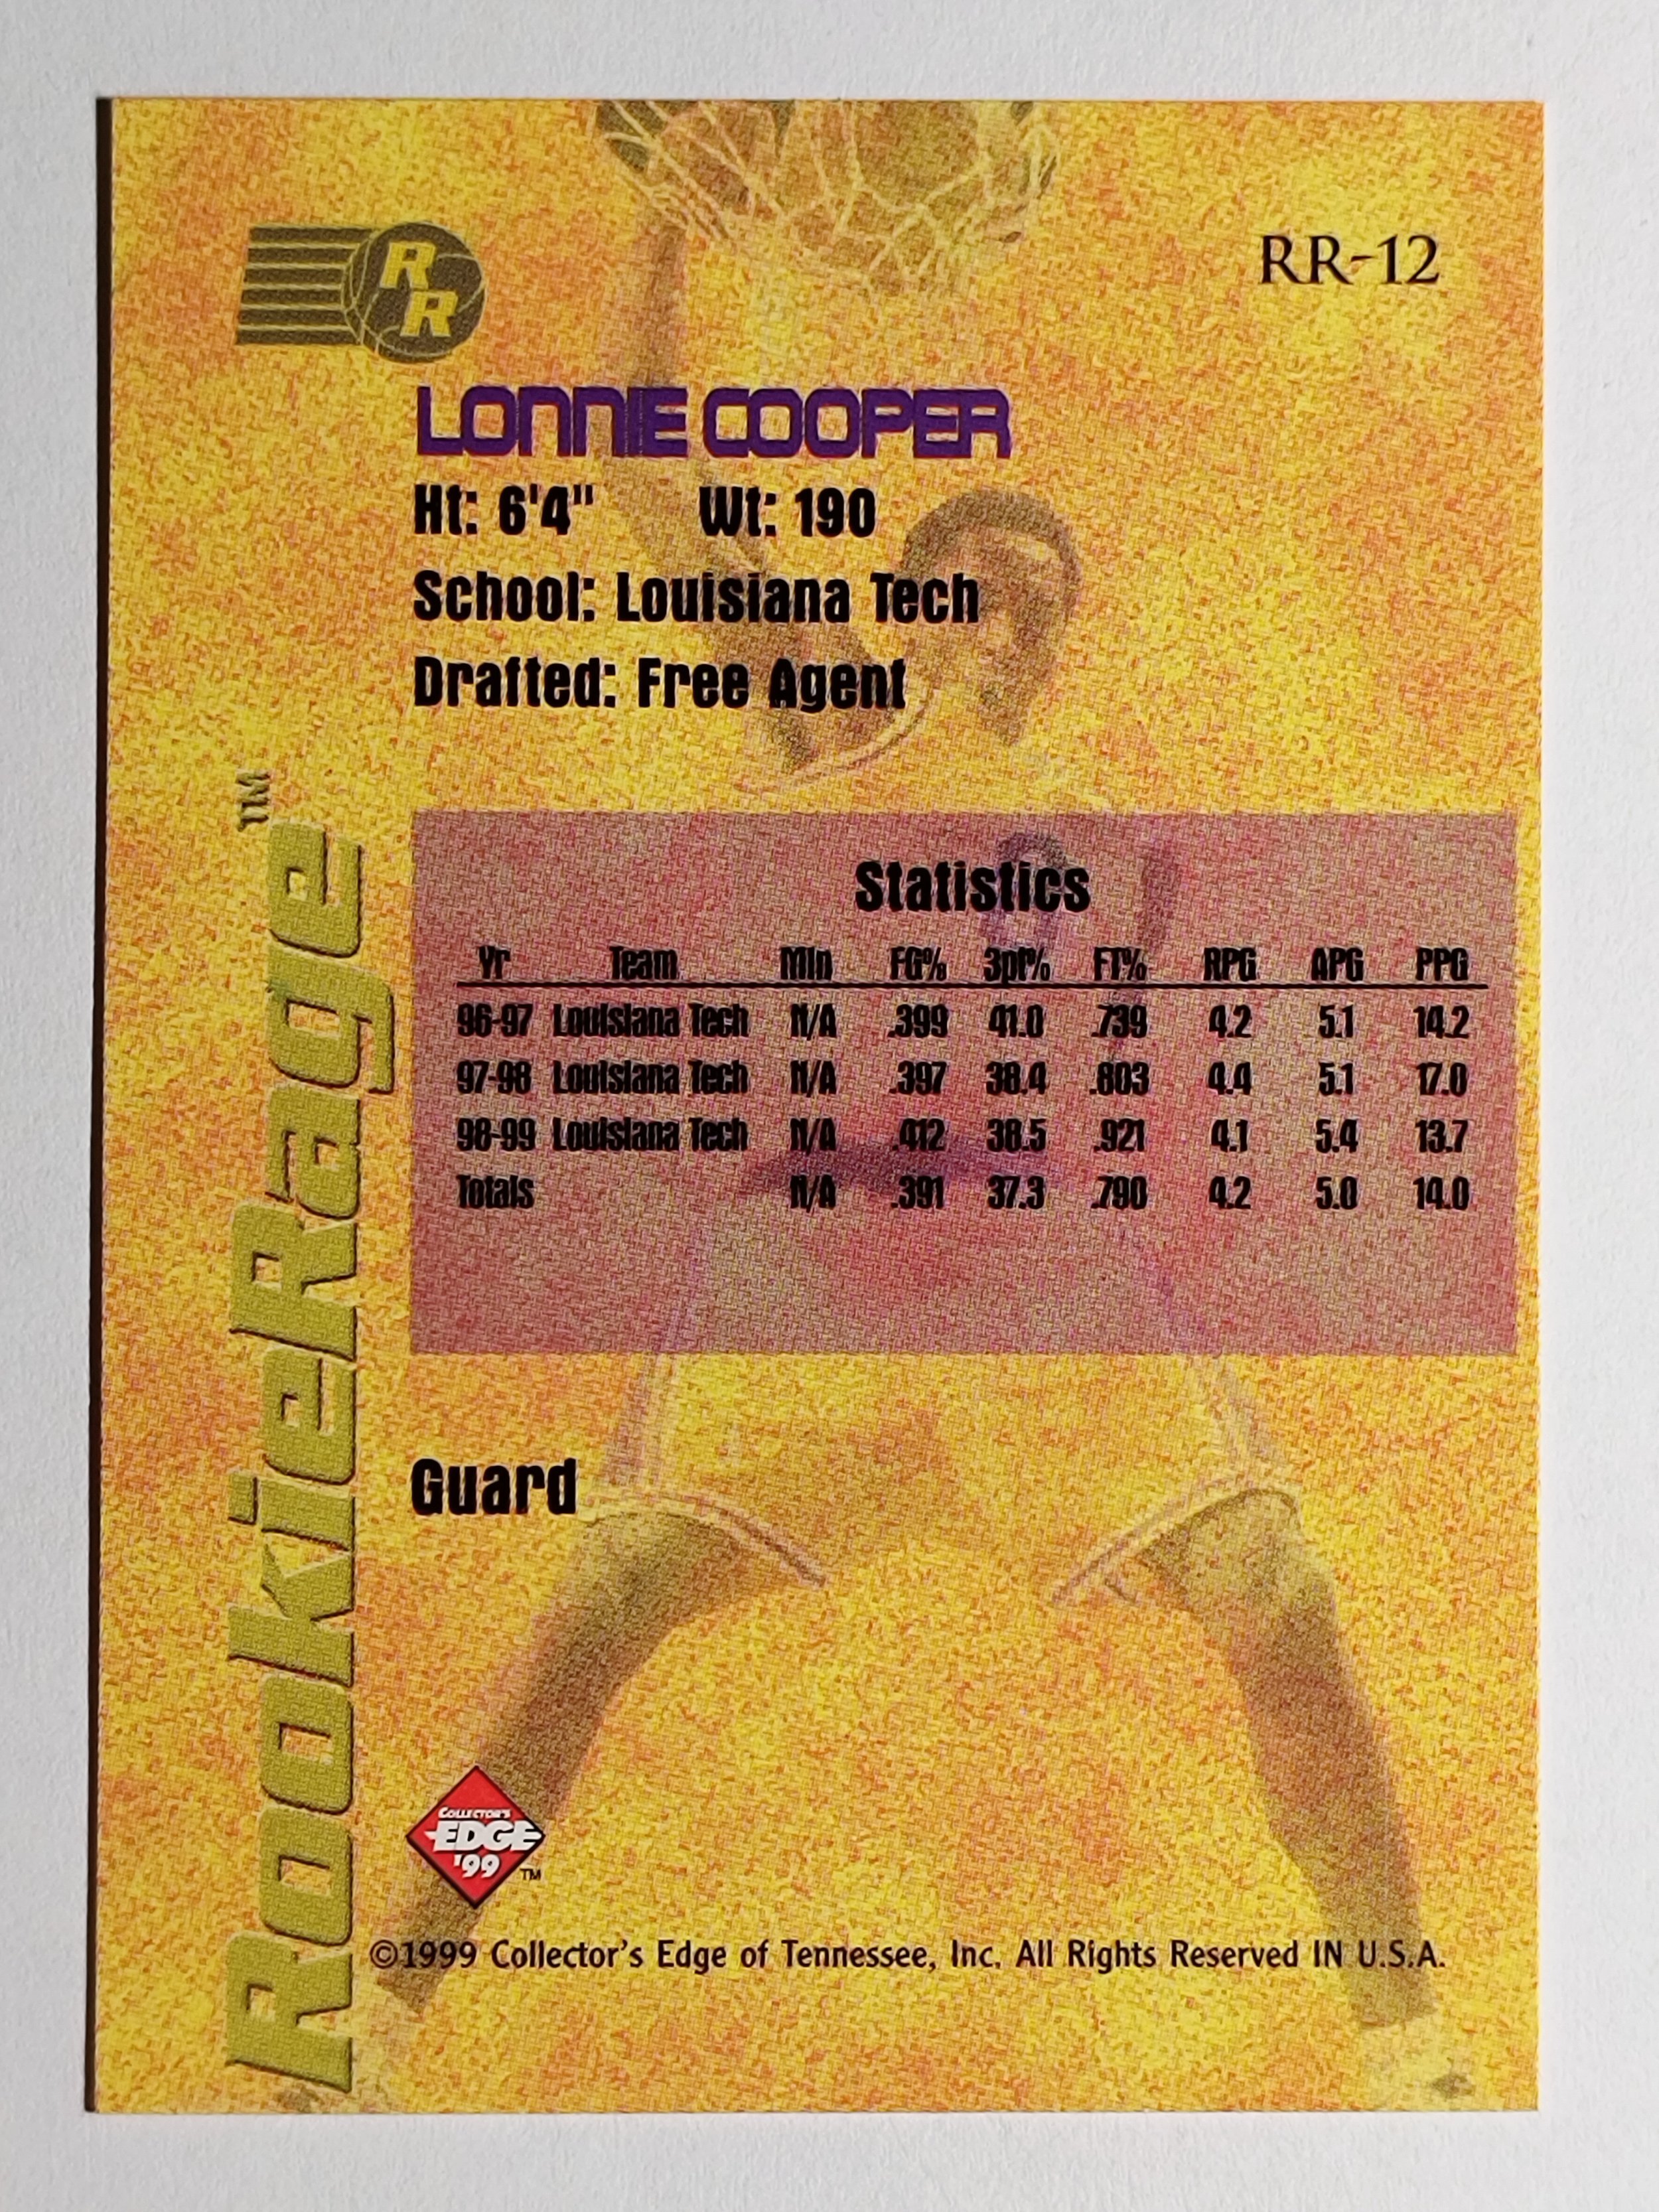 RR
RR-12
LONNIE COOPER
Ht: 6'4" Wt: 190
School: Louisiana Tech
Drafted: Free Agent
RookieRage™
Statistics
Yr Team Min FG% 3pt% FT% RPG APG PPG
96-97 Louisiana Tech N/A .399 41.0 .739 4.2 5.1 14.2
97-98 Louisiana Tech N/A .397 38.4 .803 4.4 5.1 17.0
98-99 Louisiana Tech N/A .412 38.5 .921 4.1 5.4 13.7
Totals N/A .391 37.3 .790 4.2 5.0 14.0
Guard
COLLECTOR'S
EDGE
'99 ™
©1999 Collector's Edge of Tennessee, Inc. All Rights Reserved IN U.S.A.